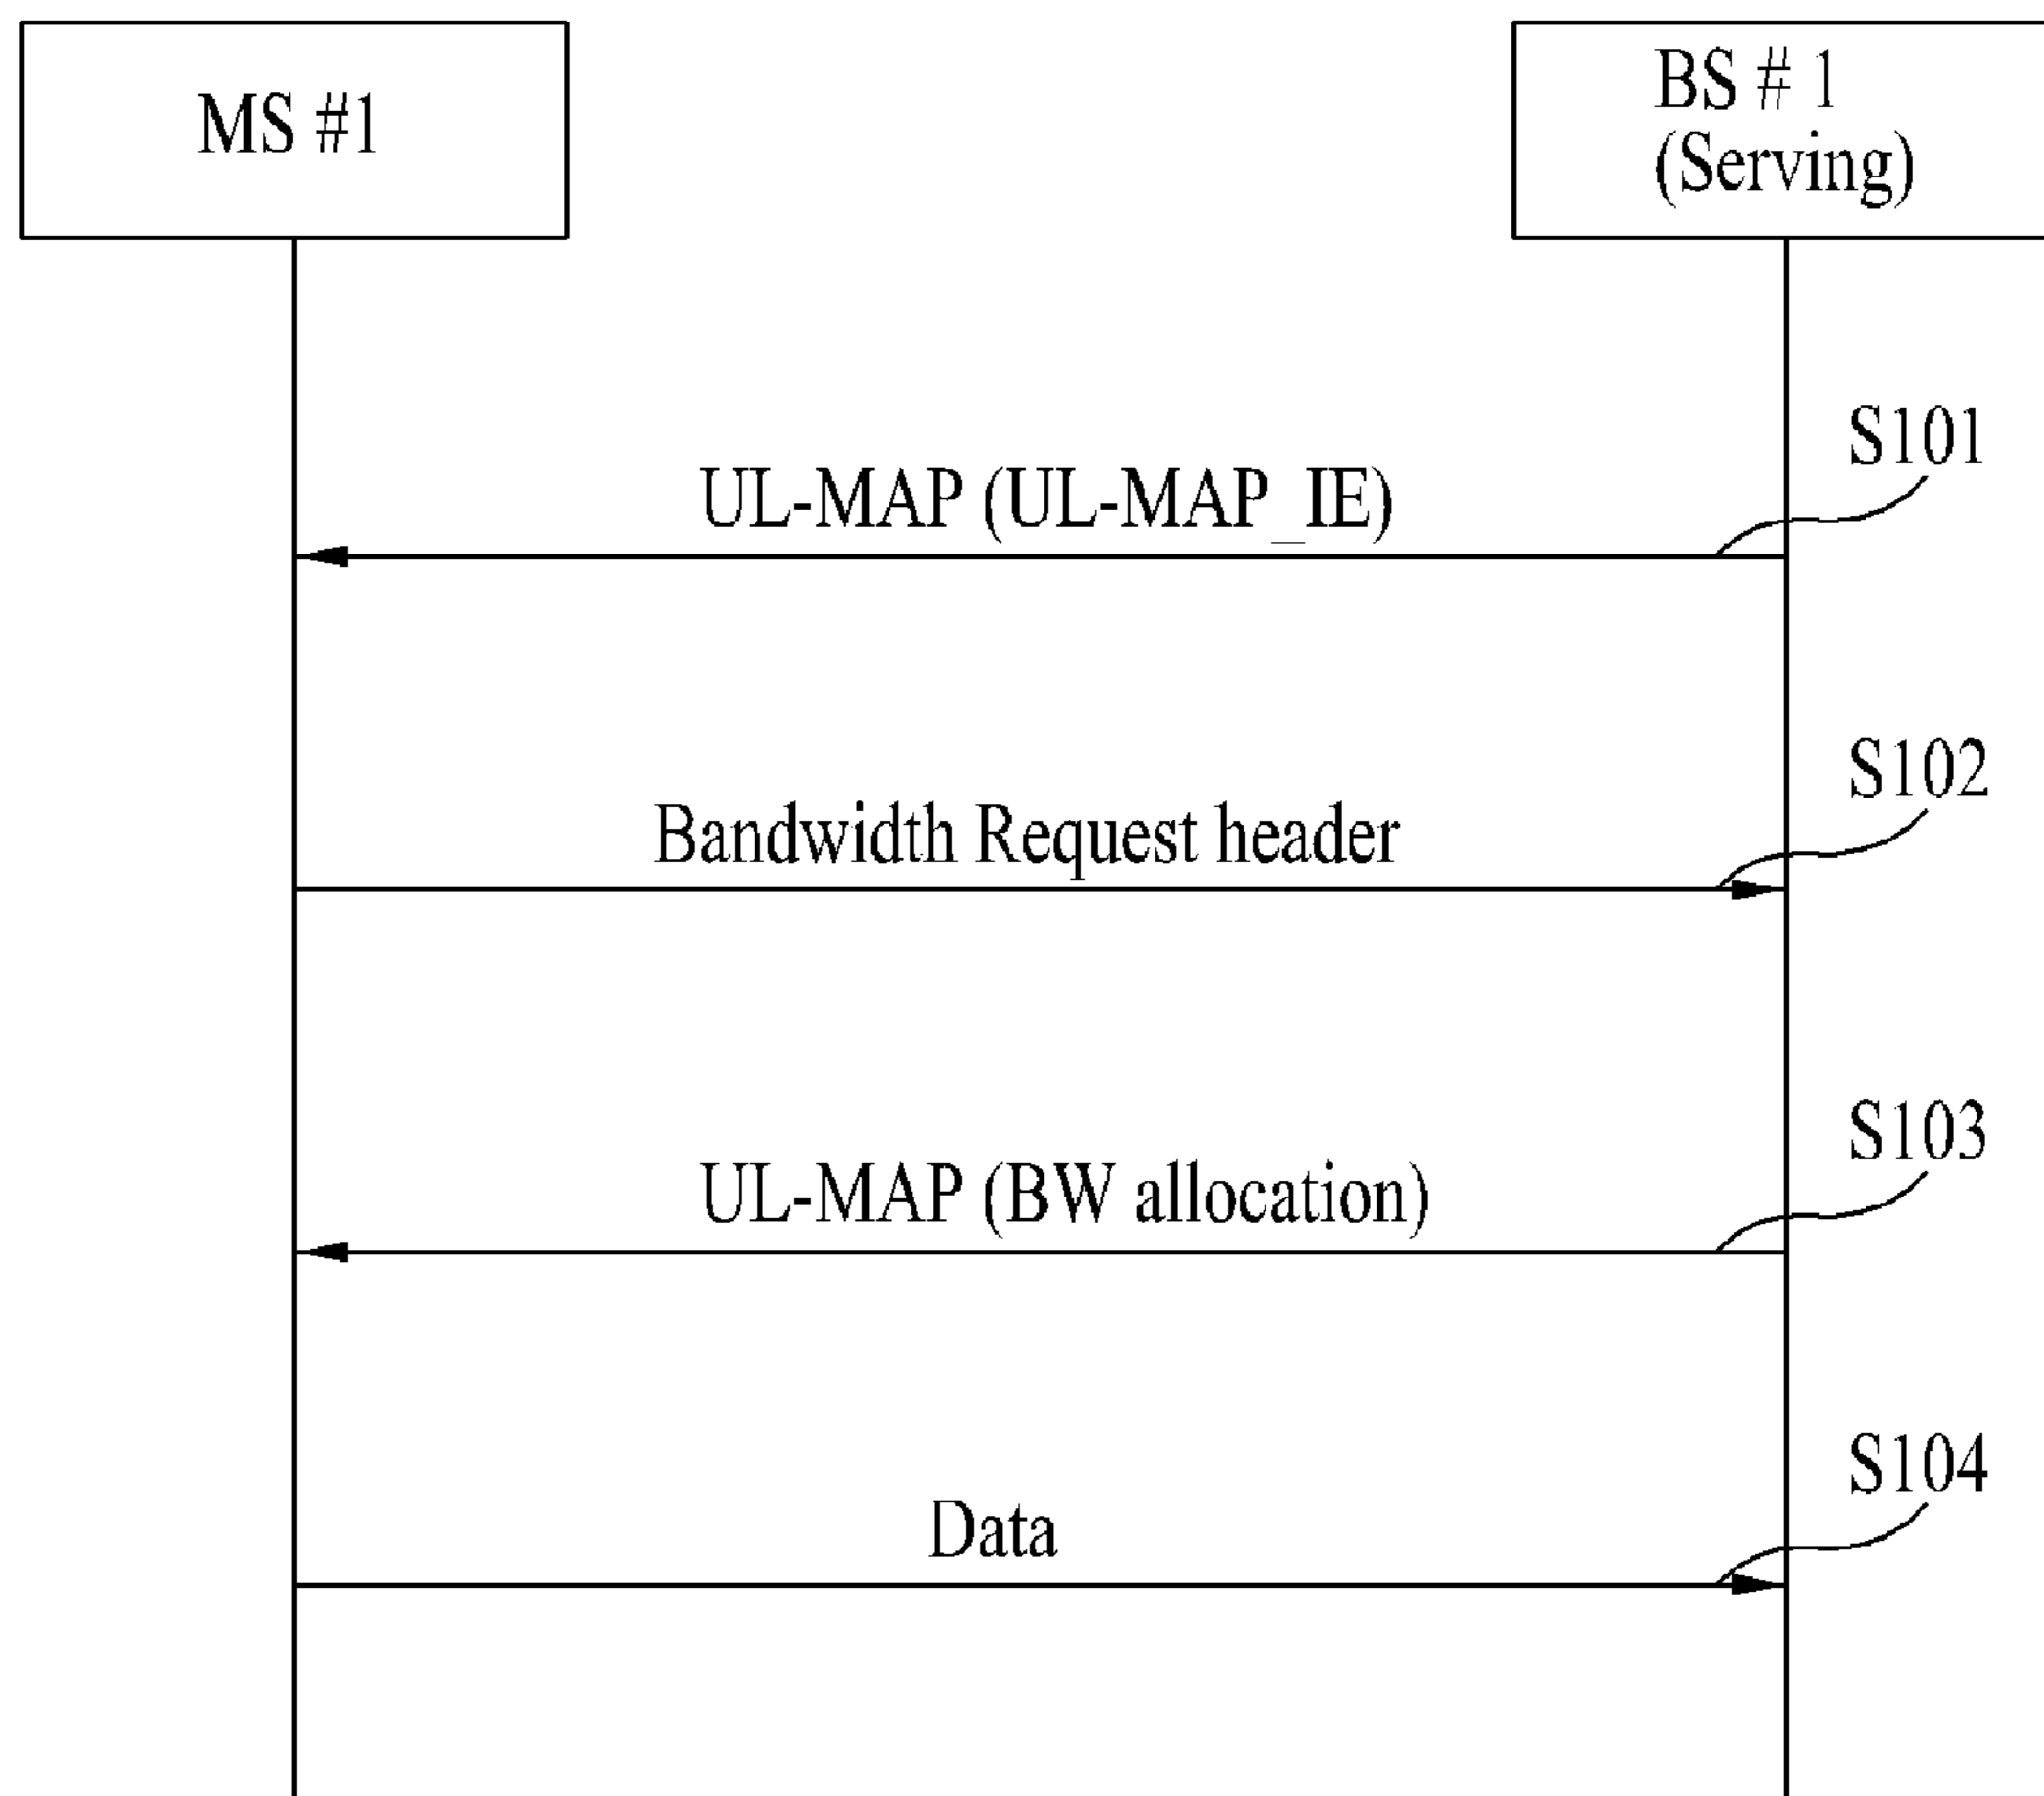 MS #1
BS # 1
(Serving)
S101
UL-MAP (UL-MAP_IE)
S102
Bandwidth Request header
S103
UL-MAP (BW allocation)
S104
Data